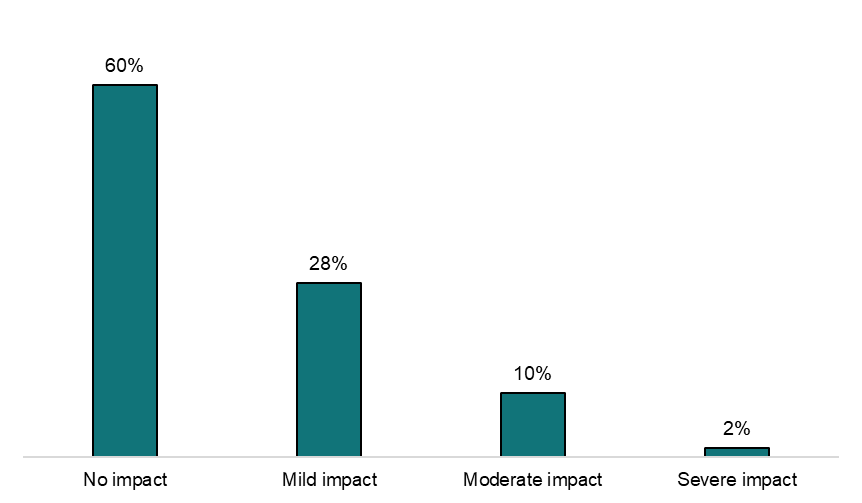 60%
28%
10%
2%
No impact
Mild impact
Moderate impact
Severe impact